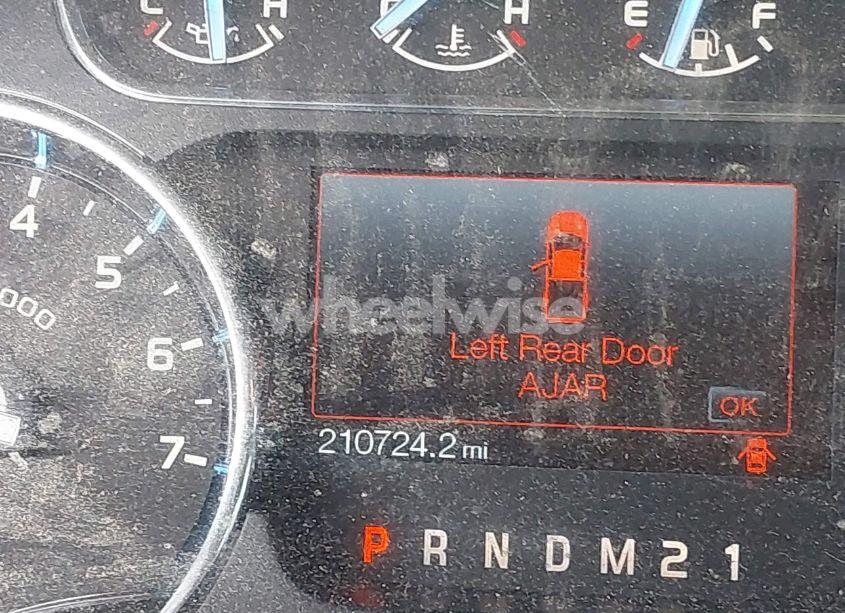 C H
C H
E F
4
5
000
6
7
wheelwise
Left Rear Door
AJAR
OK
210724.2 mi
P R N D M 2 1